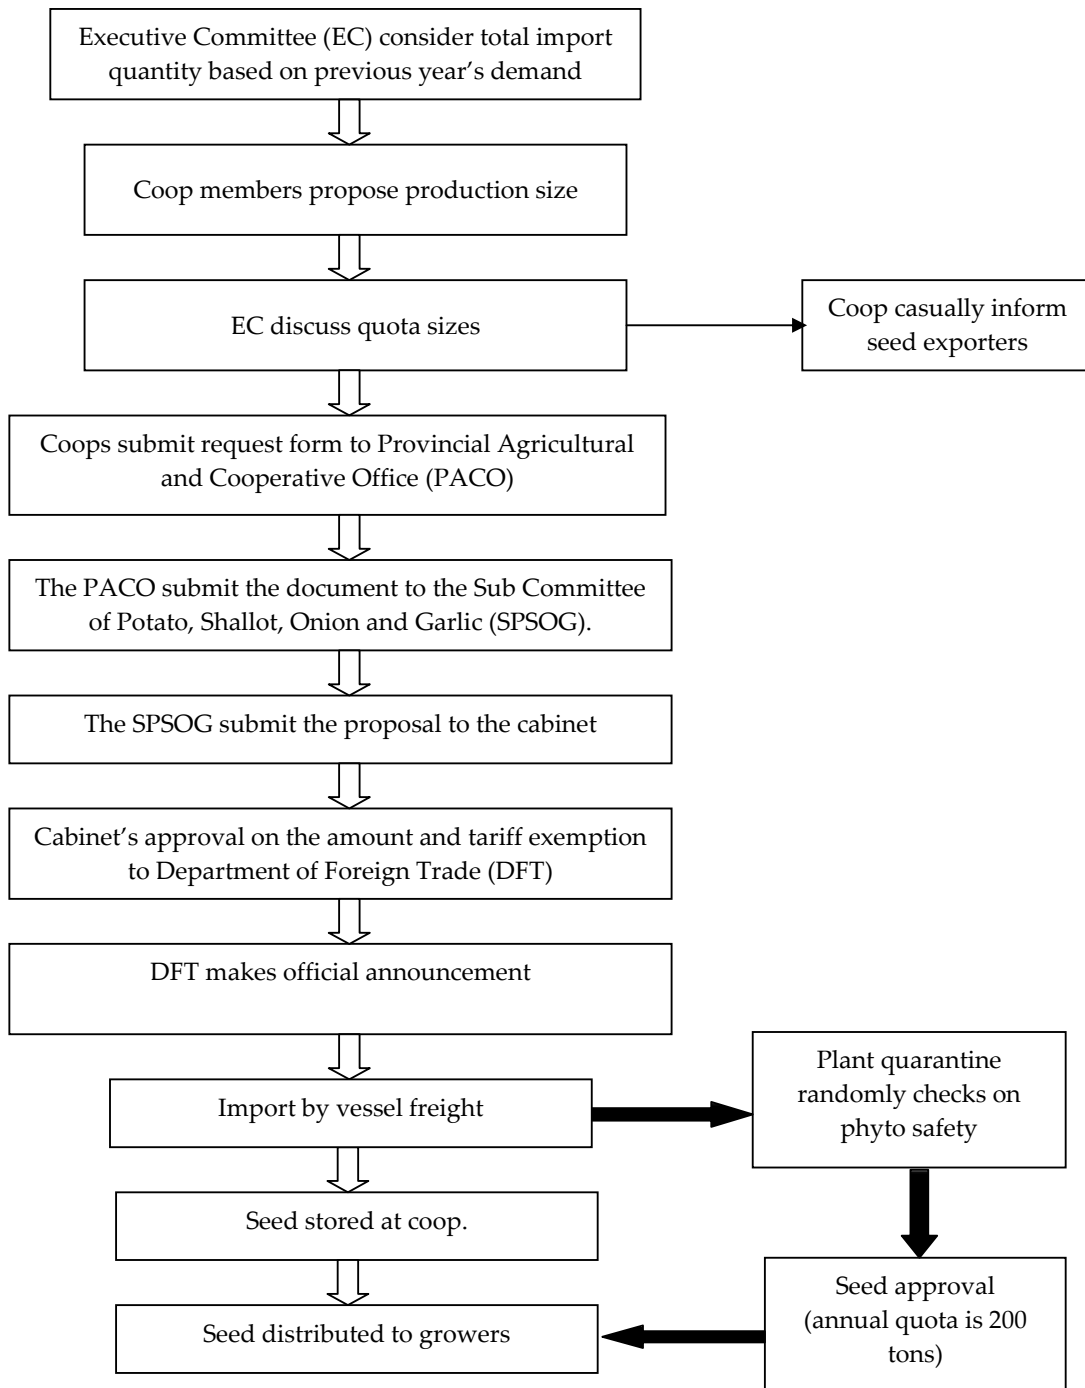 Executive Committee (EC) consider total import
quantity based on previous year’s demand
Coop members propose production size
EC discuss quota sizes
Coop casually inform
seed exporters
Coops submit request form to Provincial Agricultural
and Cooperative Office (PACO)
The PACO submit the document to the Sub Committee
of Potato, Shallot, Onion and Garlic (SPSOG).
The SPSOG submit the proposal to the cabinet
Cabinet’s approval on the amount and tariff exemption
to Department of Foreign Trade (DFT)
DFT makes official announcement
Import by vessel freight
Plant quarantine
randomly checks on
phyto safety
Seed stored at coop.
Seed approval
(annual quota is 200
tons)
Seed distributed to growers